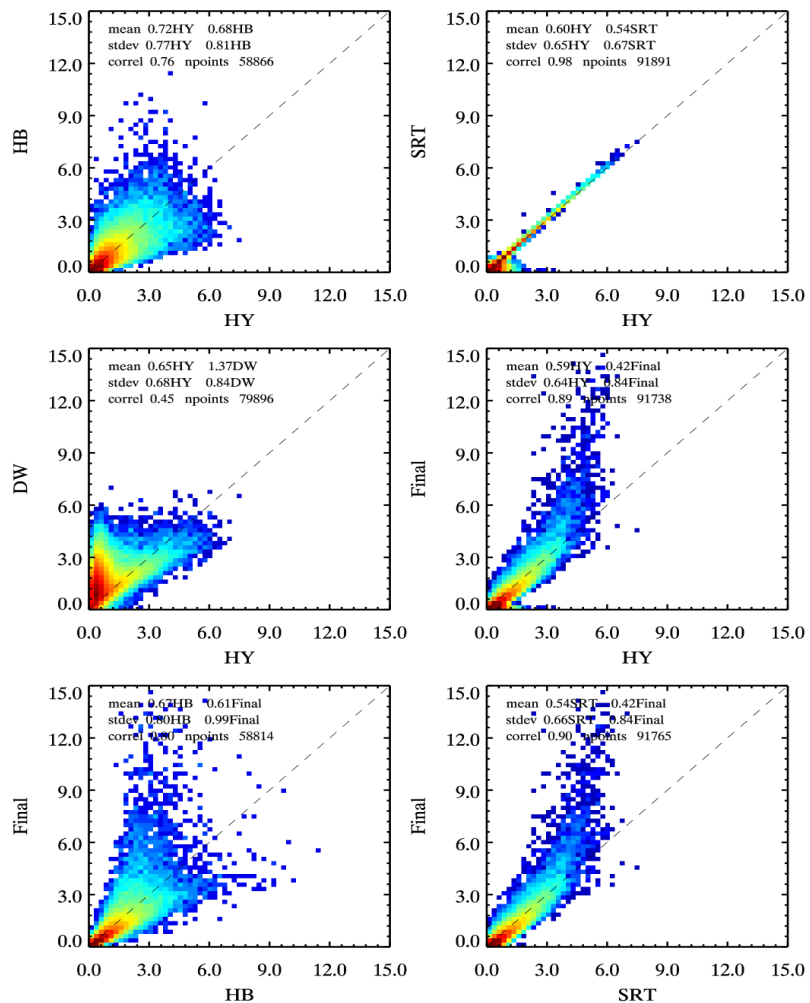 mean 0.72HY 0.68HB
stdev 0.77HY 0.81HB
correl 0.76 npoints 58866
15.0
12.0
9.0
6.0
3.0
0.0
HB
0.0 3.0 6.0 9.0 12.0 15.0
HY
mean 0.60HY 0.54SRT
stdev 0.65HY 0.67SRT
correl 0.98 npoints 91891
15.0
12.0
9.0
6.0
3.0
0.0
SRT
0.0 3.0 6.0 9.0 12.0 15.0
HY
mean 0.65HY 1.37DW
stdev 0.68HY 0.84DW
correl 0.45 npoints 79896
15.0
12.0
9.0
6.0
3.0
0.0
DW
0.0 3.0 6.0 9.0 12.0 15.0
HY
mean 0.59HY 0.42Final
stdev 0.64HY 0.84Final
correl 0.89 npoints 91738
15.0
12.0
9.0
6.0
3.0
0.0
Final
0.0 3.0 6.0 9.0 12.0 15.0
HY
mean 0.67HB 0.61Final
stdev 0.80HB 0.99Final
correl 0.80 npoints 58814
15.0
12.0
9.0
6.0
3.0
0.0
Final
0.0 3.0 6.0 9.0 12.0 15.0
HB
mean 0.54SRT 0.42Final
stdev 0.66SRT 0.84Final
correl 0.90 npoints 91765
15.0
12.0
9.0
6.0
3.0
0.0
Final
0.0 3.0 6.0 9.0 12.0 15.0
SRT